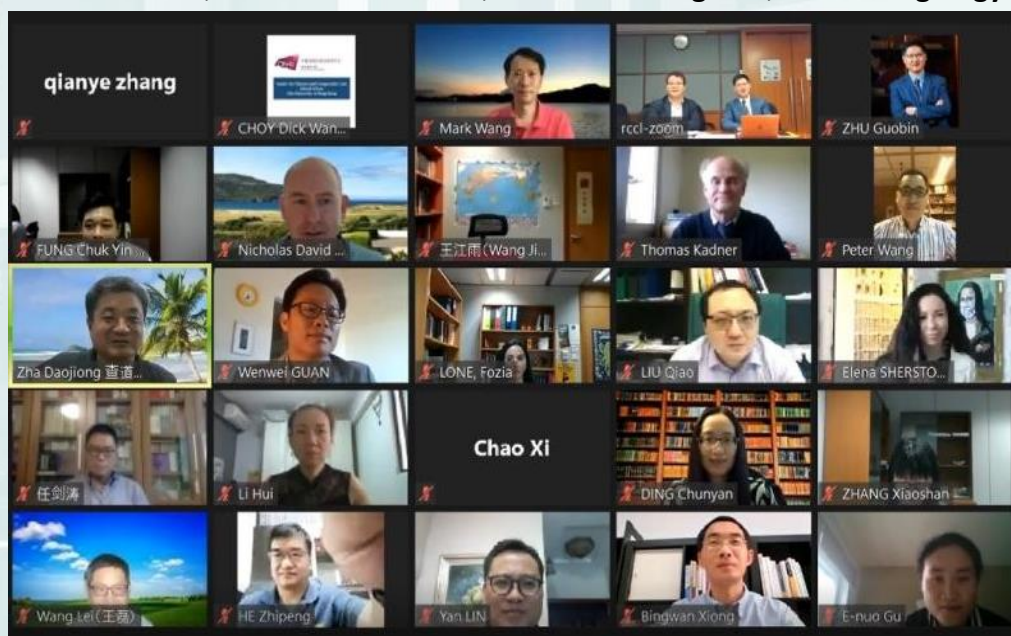 qianye zhang
CHOY Dick Wan...
Mark Wang
rccl-zoom
ZHU Guobin
FUNG Chuk Yin ...
Nicholas David ...
王江雨(Wang Ji...
Thomas Kadner
Peter Wang
Zha Daojiong 查道...
Wenwei GUAN
LONE, Fozia
LIU Qiao
Elena SHERSTO...
任剑涛
Li Hui
Chao Xi
DING Chunyan
ZHANG Xiaoshan
Wang Lei(王磊)
HE Zhipeng
Yan LIN
Bingwan Xiong
E-nuo Gu